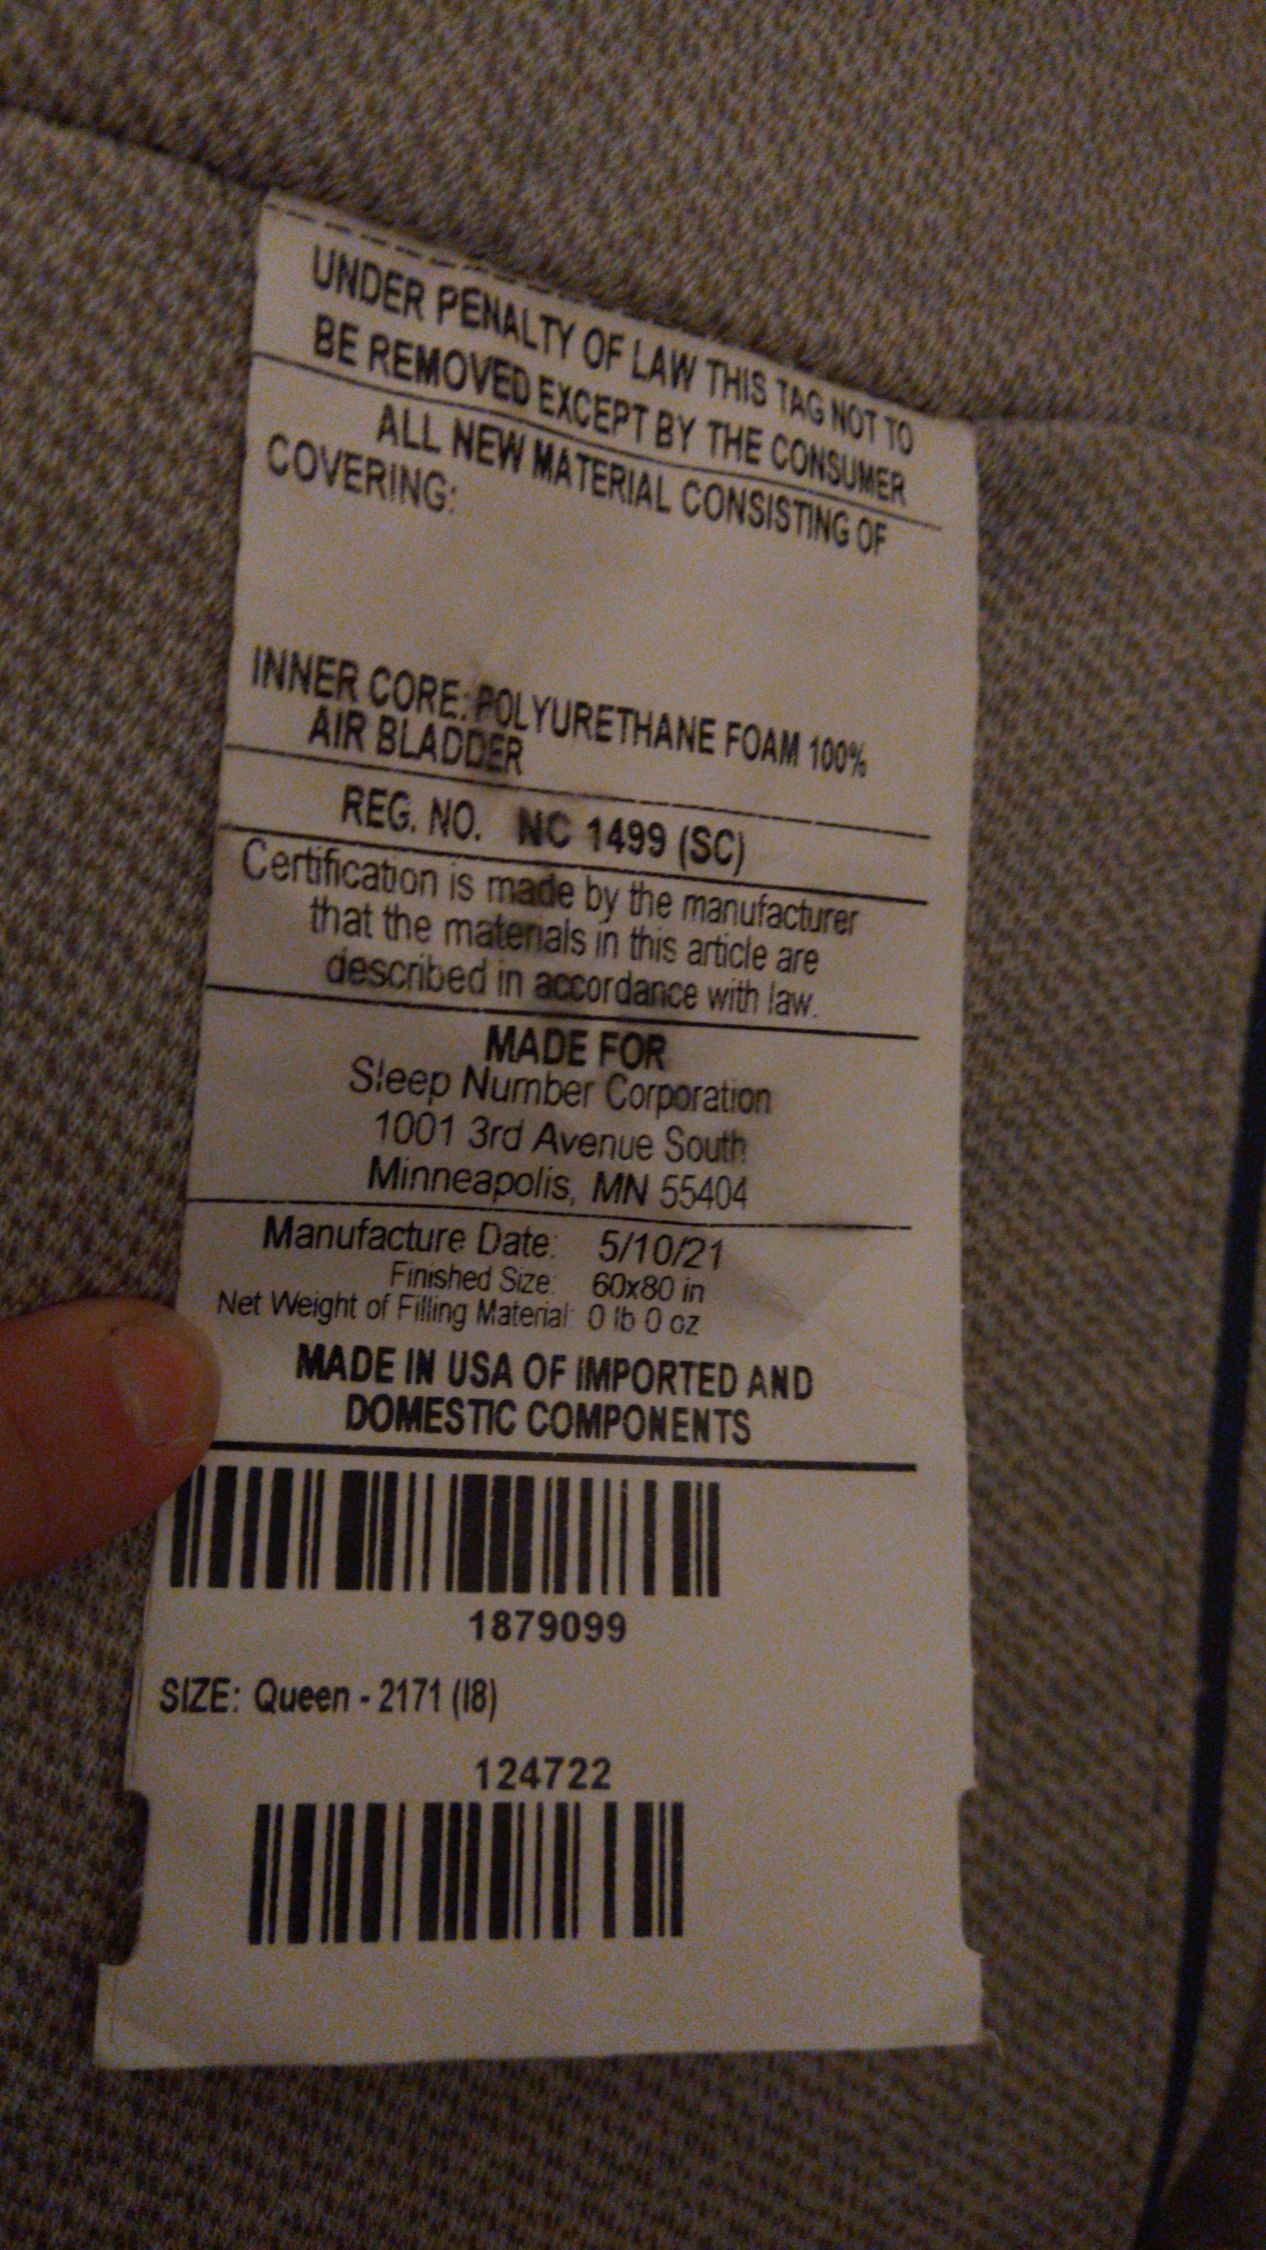 UNDER PENALTY OF LAW THIS TAG NOT TO
BE REMOVED EXCEPT BY THE CONSUMER
ALL NEW MATERIAL CONSISTING OF
COVERING:
INNER CORE: POLYURETHANE FOAM 100%
AIR BLADDER
REG. NO. NC 1499 (SC)
Certification is made by the manufacturer
that the materials in this article are
described in accordance with law.
MADE FOR
Sleep Number Corporation
1001 3rd Avenue South
Minneapolis, MN 55404
Manufacture Date: 5/10/21
Finished Size: 60x80 in
Net Weight of Filling Material: 0 lb 0 oz
MADE IN USA OF IMPORTED AND
DOMESTIC COMPONENTS
1879099
SIZE: Queen - 2171 (I8)
124722